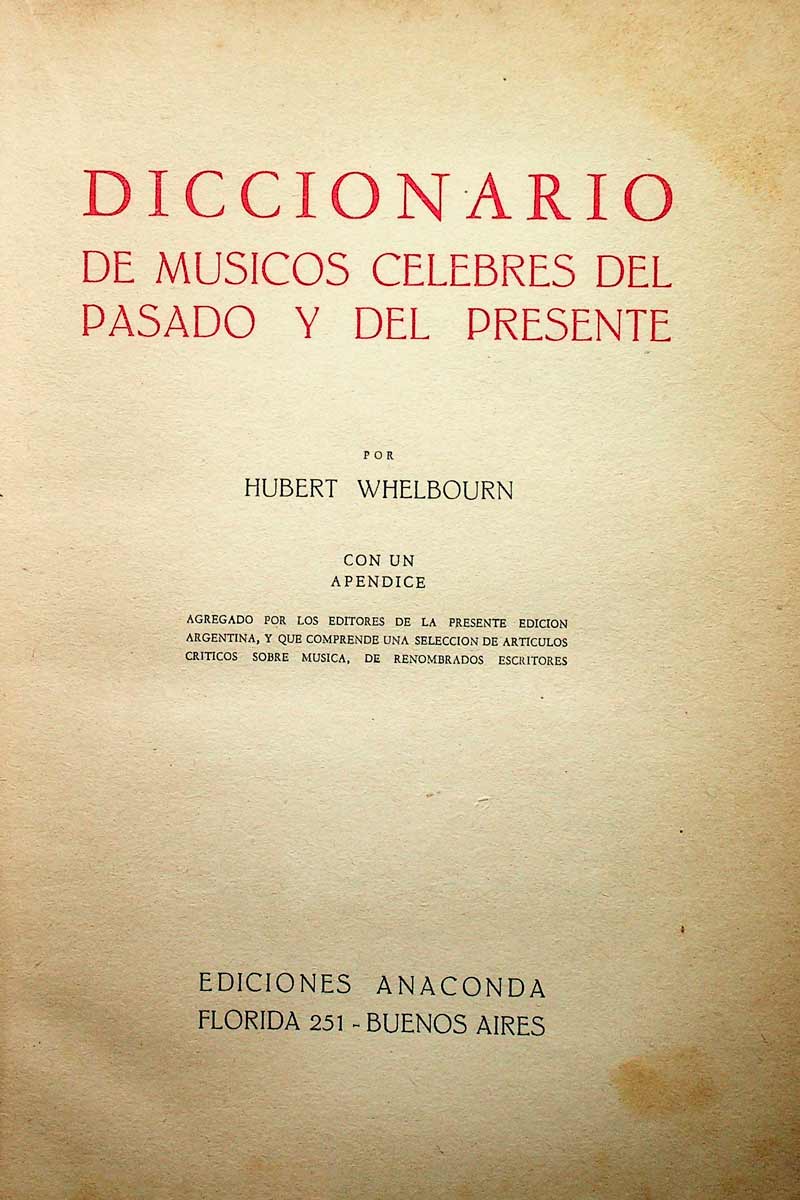 DICCIONARIO
DE MUSICOS CELEBRES DEL
PASADO Y DEL PRESENTE
POR
HUBERT WHELBOURN
CON UN
APENDICE
AGREGADO POR LOS EDITORES DE LA PRESENTE EDICION
ARGENTINA, Y QUE COMPRENDE UNA SELECCION DE ARTICULOS
CRITICOS SOBRE MUSICA, DE RENOMBRADOS ESCRITORES
EDICIONES ANACONDA
FLORIDA 251 - BUENOS AIRES